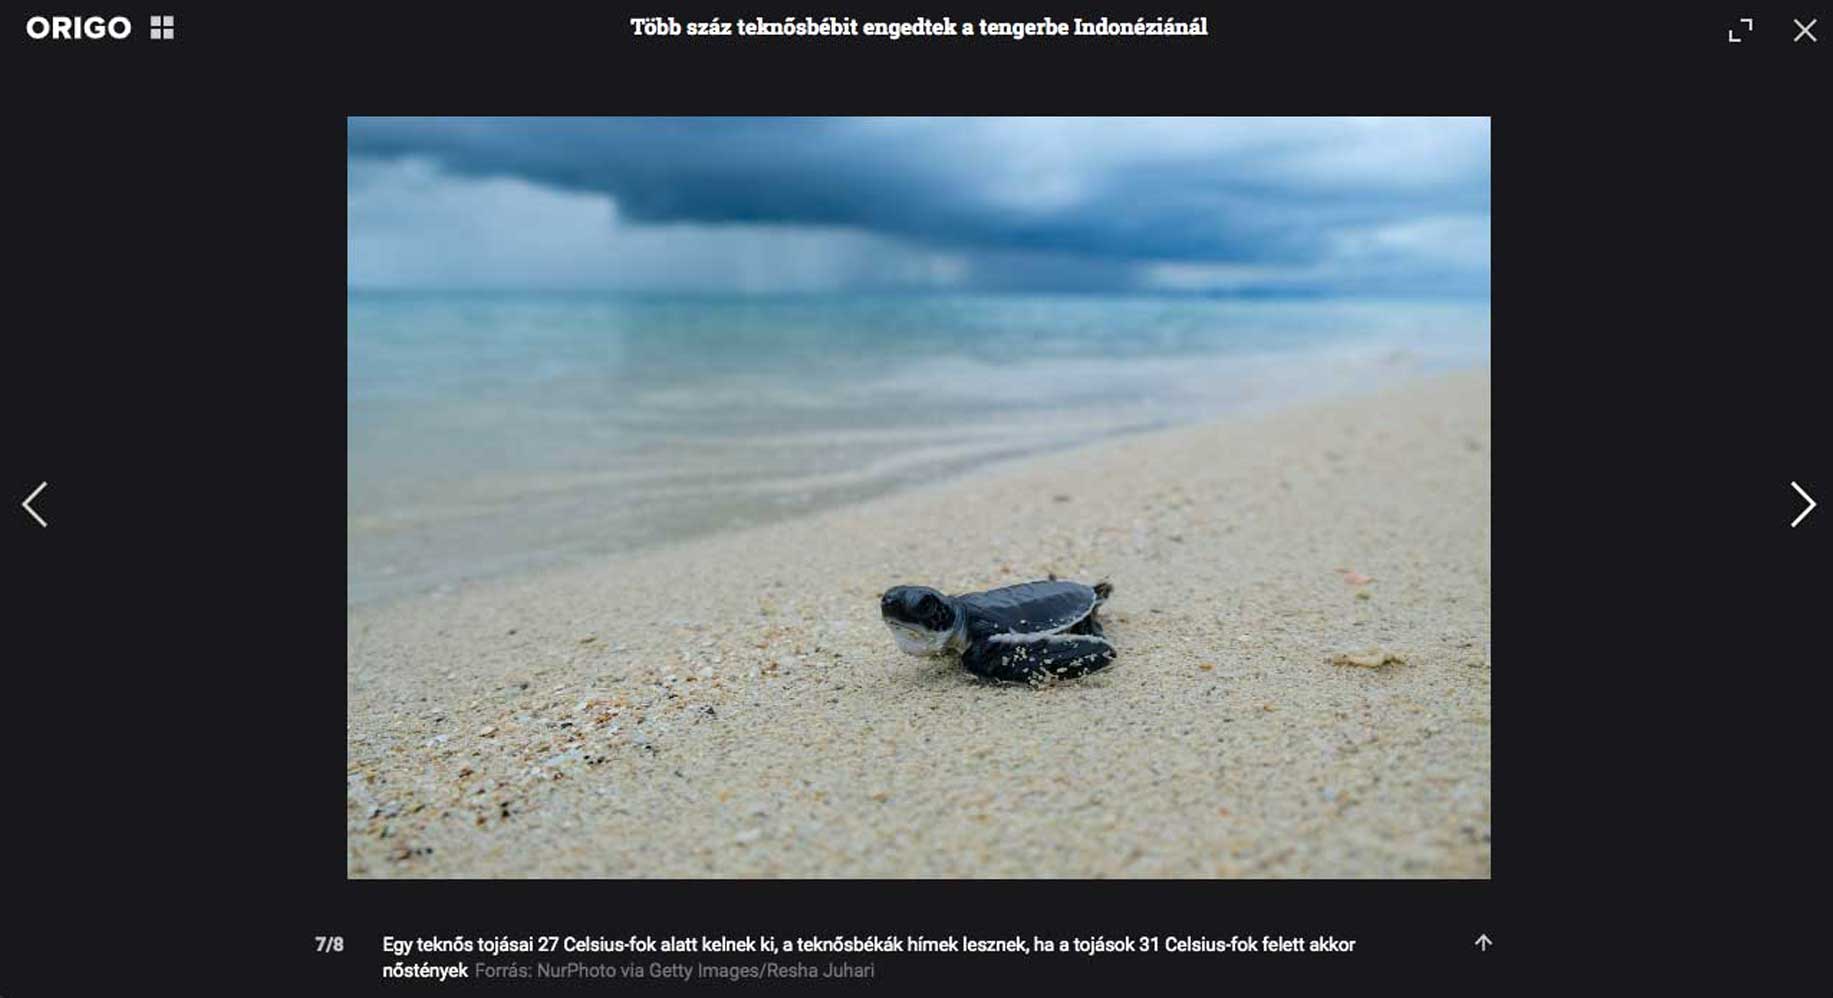 ORIGO
Több száz teknősbébit engedtek a tengerbe Indonéziánál
7/8
Egy teknős tojásai 27 Celsius-fok alatt kelnek ki, a teknősbékák hímek lesznek, ha a tojások 31 Celsius-fok felett akkor
nőstények Forrás: NurPhoto via Getty Images/Resha Juhari